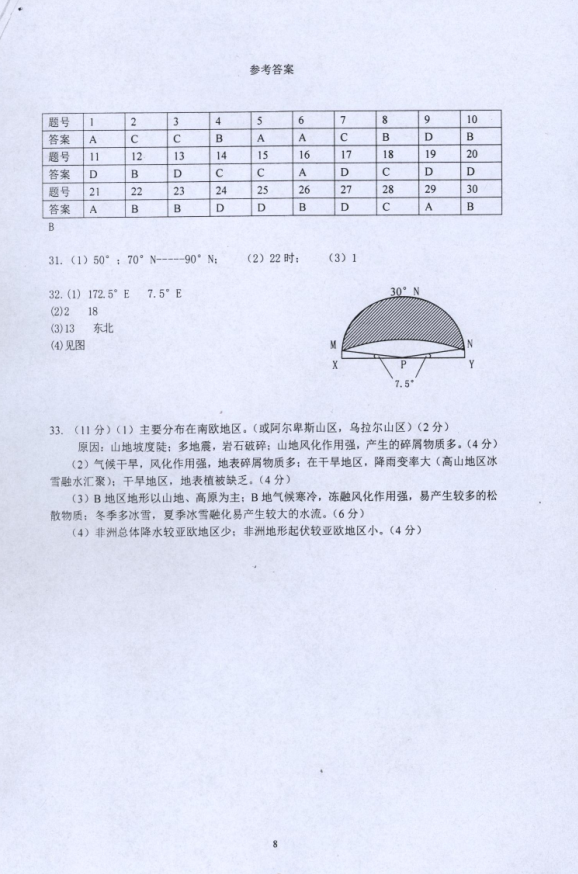 参考答案
题号 1 2 3 4 5 6 7 8 9 10
答案 A C C B A A C B D B
题号 11 12 13 14 15 16 17 18 19 20
答案 D B D C C A D C D D
题号 21 22 23 24 25 26 27 28 29 30
答案 A B B D D B D C A B
B
31.（1）50°；70°N-----90°N； （2）22时； （3）1
32.(1) 172.5°E 7.5°E
(2)2 18
(3)13 东北
(4)见图
30°N
M N
X P Y
7.5°
33.（11分）（1）主要分布在南欧地区。（或阿尔卑斯山区，乌拉尔山区）（2分）
原因：山地坡度陡；多地震，岩石破碎；山地风化作用强，产生的碎屑物质多。（4分）
（2）气候干旱，风化作用强，地表碎屑物质多；在干旱地区，降雨变率大（高山地区冰
雪融水汇聚）；干旱地区，地表植被缺乏。（4分）
（3）B地区地形以山地、高原为主；B地气候寒冷，冻融风化作用强，易产生较多的松
散物质；冬季多冰雪，夏季冰雪融化易产生较大的水流。（6分）
（4）非洲总体降水较亚欧地区少；非洲地形起伏较亚欧地区小。（4分）
8